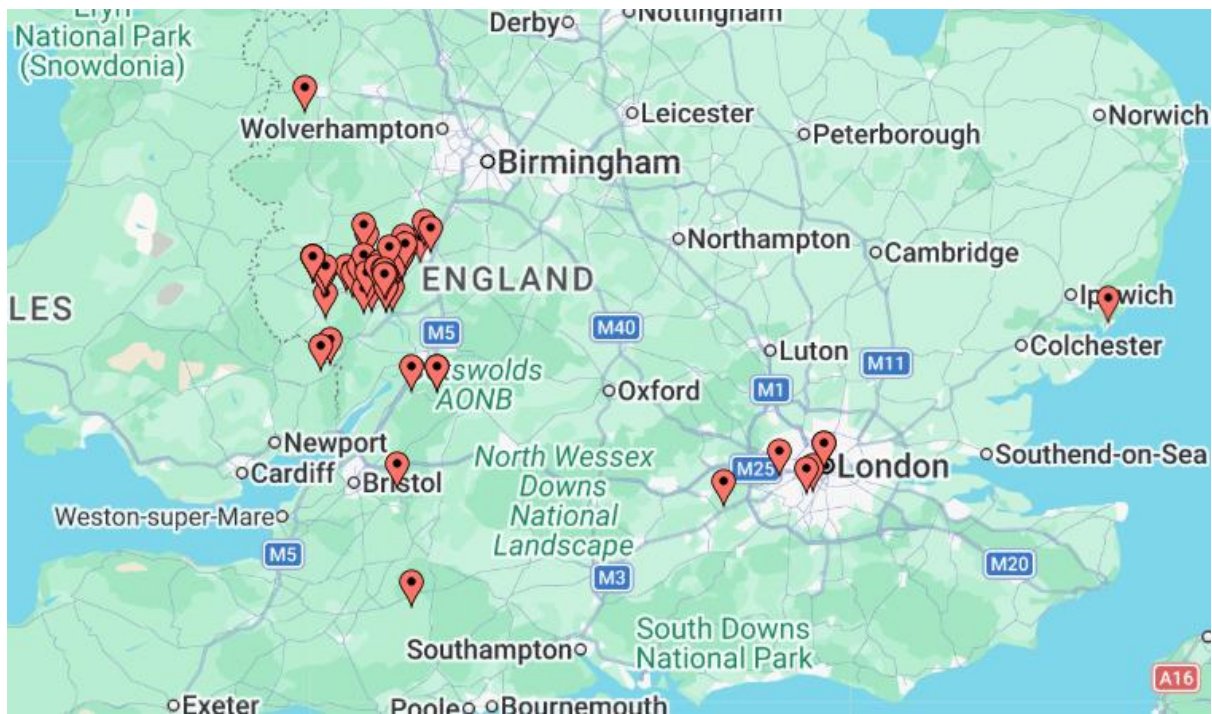 Eryri
National Park
(Snowdonia)
Derby
Nottingham
Wolverhampton
Leicester
Norwich
Peterborough
Birmingham
Northampton
Cambridge
ENGLAND
LES
Ipswich
M5
M40
Colchester
Luton
M11
tswolds
AONB
Oxford
M1
Newport
Cardiff
Bristol
North Wessex
Downs
National
Landscape
M25
London
Southend-on-Sea
Weston-super-Mare
M5
M3
M20
Southampton
South Downs
National Park
A16
Exeter
Poole
Bournemouth